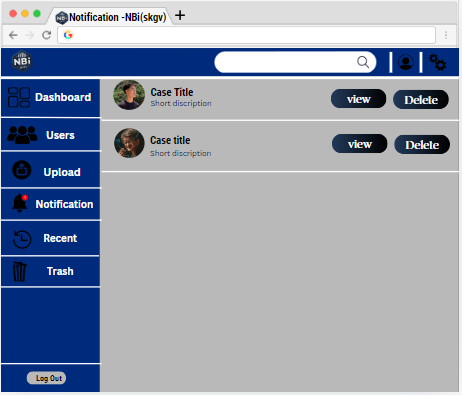 Notification -NBi(skgv)
NBi
Dashboard
Users
Upload
Notification
Recent
Trash
Log Out
Case Title
Short discription
view
Delete
Case title
Short discription
view
Delete